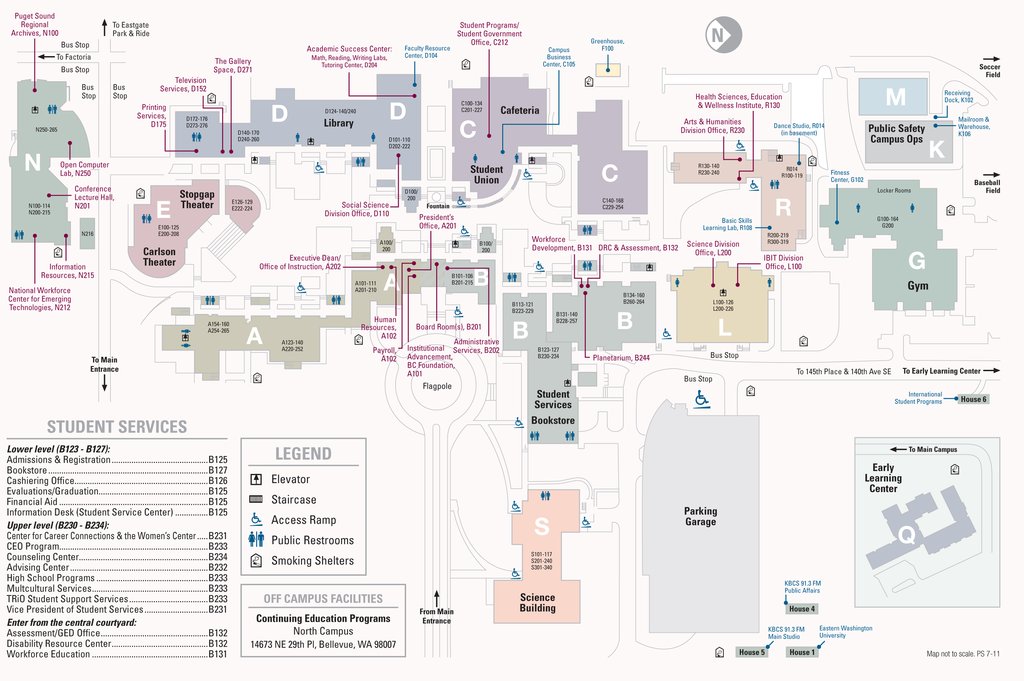 Puget Sound
Regional
Archives, N100
To Eastgate
Park & Ride
Bus Stop
To Factoria
Bus Stop
Bus
Stop
Bus
Stop
Printing
Services,
D175
Television
Services, D152
The Gallery
Space, D271
Academic Success Center:
Math, Reading, Writing Labs,
Tutoring Center, D204
Faculty Resource
Center, D104
Student Programs/
Student Government
Office, C212
Campus
Business
Center, C105
Greenhouse,
F100
N
Soccer
Field
Health Sciences, Education
& Wellness Institute, R130
Arts & Humanities
Division Office, R230
Dance Studio, R014
(in basement)
Receiving
Dock, K102
Mailroom &
Warehouse,
K106
M
Public Safety
Campus Ops
K
N250-265
N
N100-114
N200-215
N216
Open Computer
Lab, N250
Conference
Lecture Hall,
N201
Information
Resources, N215
National Workforce
Center for Emerging
Technologies, N212
D172-176
D273-276
D140-170
D240-260
D
D124-140/240
Library
D
D101-110
D202-222
D100/
200
Social Science
Division Office, D110
Fountain
C100-134
C201-227
Cafeteria
C
Student
Union
C
C140-168
C229-254
Stopgap
Theater
E
E100-125
E200-208
E126-129
E222-224
Carlson
Theater
President's
Office, A201
A100/
200
B100/
200
Executive Dean/
Office of Instruction, A202
A101-111
A201-210
A
B101-106
B201-215
B
Human
Resources,
A102
Payroll,
A102
Board Room(s), B201
Institutional
Advancement,
BC Foundation,
A101
Administrative
Services, B202
Flagpole
A154-160
A254-265
A
A123-140
A220-252
Workforce
Development, B131
DRC & Assessment, B132
B113-121
B223-229
B
B131-140
B228-257
B134-160
B260-264
B
B123-127
B230-234
Planetarium, B244
Student
Services
Bookstore
R130-140
R230-240
R014
R100-119
R
R200-219
R300-319
Basic Skills
Learning Lab, R108
Fitness
Center, G102
Locker Rooms
G100-164
G200
G
Gym
Baseball
Field
Science Division
Office, L200
IBIT Division
Office, L100
L100-126
L200-226
L
Bus Stop
To 145th Place & 140th Ave SE
To Early Learning Center
Bus Stop
International
Student Programs
House 6
To Main
Entrance
To Main Campus
Early
Learning
Center
Q
Parking
Garage
S
S101-117
S201-240
S301-340
Science
Building
From Main
Entrance
KBCS 91.3 FM
Public Affairs
House 4
KBCS 91.3 FM
Main Studio
Eastern Washington
University
House 5
House 1
STUDENT SERVICES
Lower level (B123 - B127):
Admissions & Registration B125
Bookstore B127
Cashiering Office B126
Evaluations/Graduation B125
Financial Aid B125
Information Desk (Student Service Center) B125
Upper level (B230 - B234):
Center for Career Connections & the Women's Center B231
CEO Program B233
Counseling Center B234
Advising Center B232
High School Programs B233
Multcultural Services B233
TRiO Student Support Services B233
Vice President of Student Services B231
Enter from the central courtyard:
Assessment/GED Office B132
Disability Resource Center B132
Workforce Education B131
LEGEND
Elevator
Staircase
Access Ramp
Public Restrooms
Smoking Shelters
OFF CAMPUS FACILITIES
Continuing Education Programs
North Campus
14673 NE 29th Pl, Bellevue, WA 98007
Map not to scale. PS 7-11